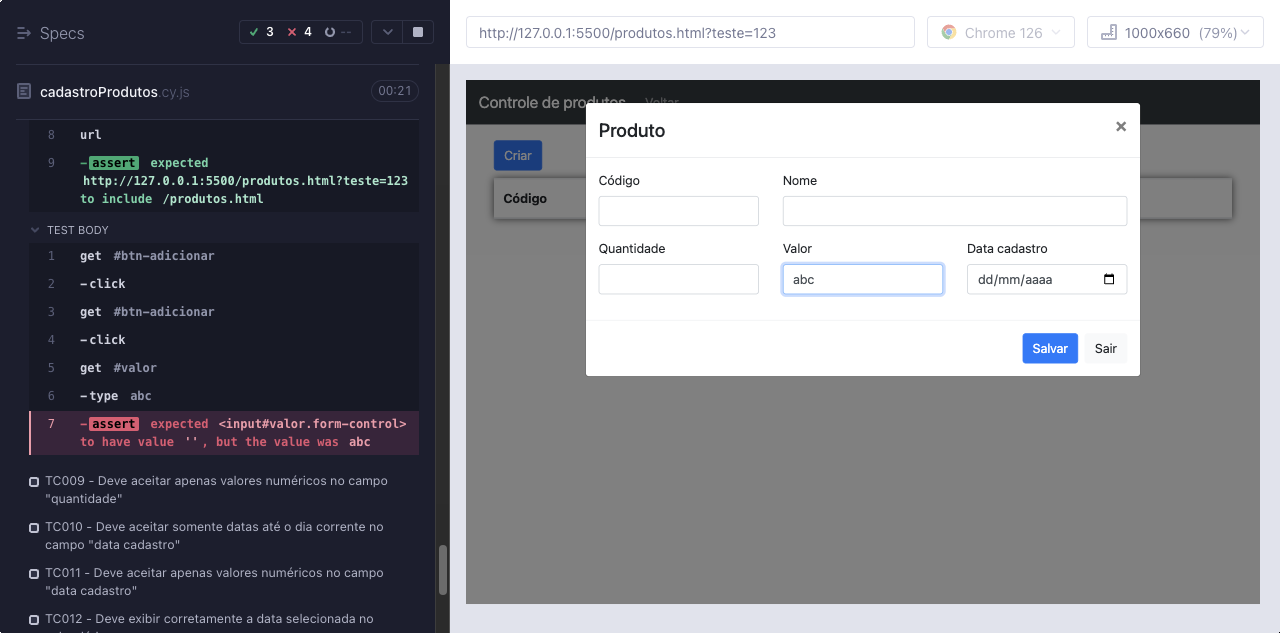 Specs
3 4 --
cadastroProdutos.cy.js 00:21
8 url
9 -assert expected
http://127.0.0.1:5500/produtos.html?teste=123
to include /produtos.html
TEST BODY
1 get #btn-adicionar
2 -click
3 get #btn-adicionar
4 -click
5 get #valor
6 -type abc
7 -assert expected <input#valor.form-control>
to have value '', but the value was abc
TC009 - Deve aceitar apenas valores numéricos no campo
"quantidade"
TC010 - Deve aceitar somente datas até o dia corrente no
campo "data cadastro"
TC011 - Deve aceitar apenas valores numéricos no campo
"data cadastro"
TC012 - Deve exibir corretamente a data selecionada no
http://127.0.0.1:5500/produtos.html?teste=123
Chrome 126
1000x660 (79%)
Controle de produtos Voltar
Criar
Código
Produto ×
Código Nome
Quantidade Valor Data cadastro
abc dd/mm/aaaa
Salvar Sair